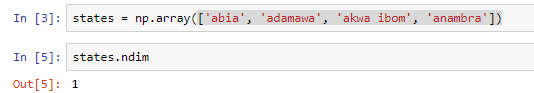 In [3]: states = np.array(['abia', 'adamawa', 'akwa ibom', 'anambra'])
In [5]: states.ndim
Out[5]: 1